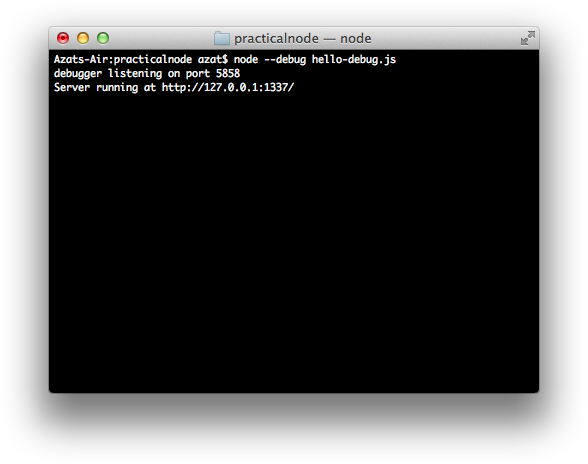 practicalnode — node
Azats-Air:practicalnode azat$ node --debug hello-debug.js
debugger listening on port 5858
Server running at http://127.0.0.1:1337/